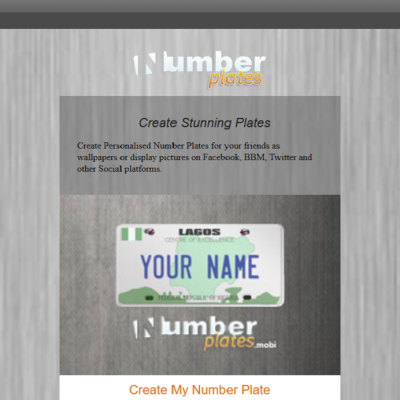 Number
plates
Create Stunning Plates
Create Personalised Number Plates for your friends as
wallpapers or display pictures on Facebook, BBM, Twitter and
other Social platforms.
LAGOS
CENTRE OF EXCELLENCE
YOUR NAME
FEDERAL REPUBLIC OF NIGERIA
Number
plates.mobi
Create My Number Plate